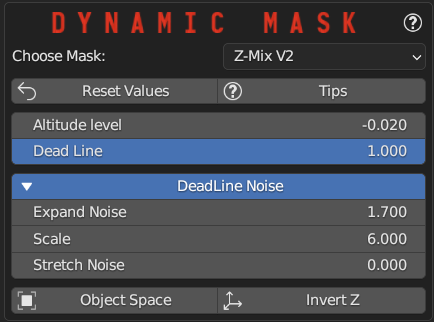 DYNAMIC MASK ?
Choose Mask: Z-Mix V2
Reset Values ? Tips
Altitude level -0.020
Dead Line 1.000
DeadLine Noise
Expand Noise 1.700
Scale 6.000
Stretch Noise 0.000
Object Space Invert Z